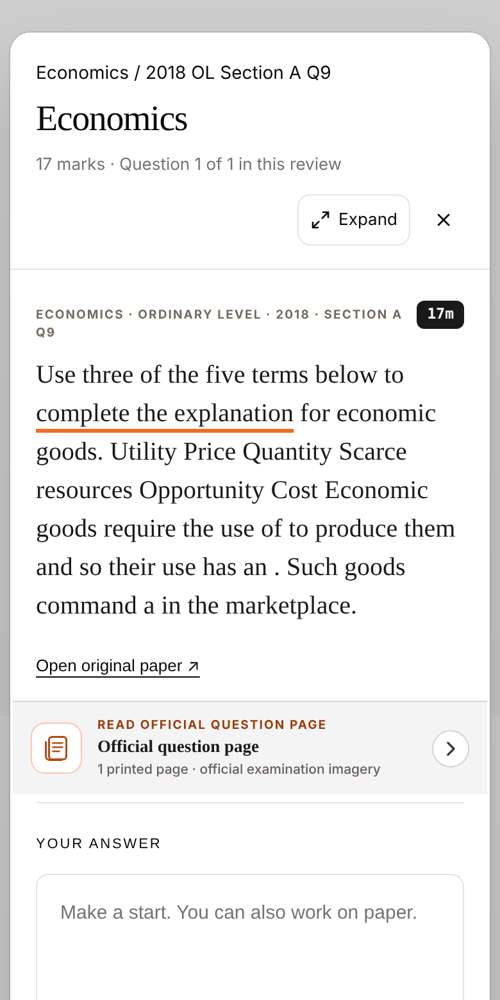 Economics / 2018 OL Section A Q9
Economics
17 marks · Question 1 of 1 in this review
Expand
ECONOMICS · ORDINARY LEVEL · 2018 · SECTION A
Q9
17m
Use three of the five terms below to
complete the explanation for economic
goods. Utility Price Quantity Scarce
resources Opportunity Cost Economic
goods require the use of to produce them
and so their use has an . Such goods
command a in the marketplace.
Open original paper ↗
READ OFFICIAL QUESTION PAGE
Official question page
1 printed page · official examination imagery
YOUR ANSWER
Make a start. You can also work on paper.